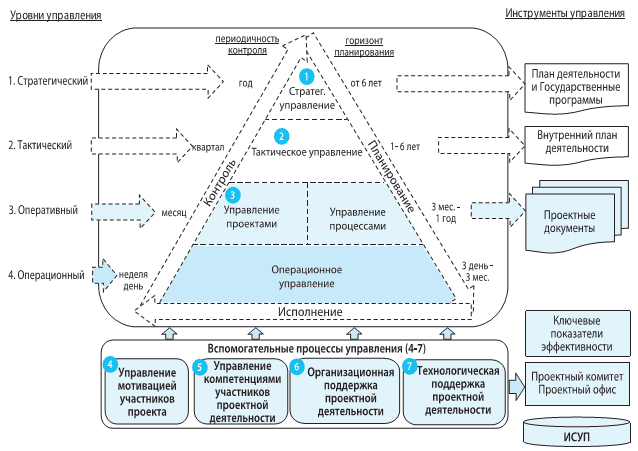 Уровни управления
Инструменты управления
периодичность
контроля
горизонт
планирования
1. Стратегический
год
1
Стратег.
управление
от 6 лет
План деятельности
и Государственные
программы
2. Тактический
квартал
2
Тактическое управление
1- 6 лет
Внутренний план
деятельности
Контроль
Планирование
3. Оперативный
месяц
3
Управление
проектами
Управление
процессами
3 мес. -
1 год
Проектные
документы
4. Операционный
неделя
день
Операционное
управление
3 день -
3 мес.
Исполнение
Вспомогательные процессы управления (4-7)
4
Управление
мотивацией
участников
проекта
5
Управление
компетенциями
участников
проектной
деятельности
6
Организационная
поддержка
проектной
деятельности
7
Технологическая
поддержка
проектной
деятельности
Ключевые
показатели
эффективности
Проектный комитет
Проектный офис
ИСУП